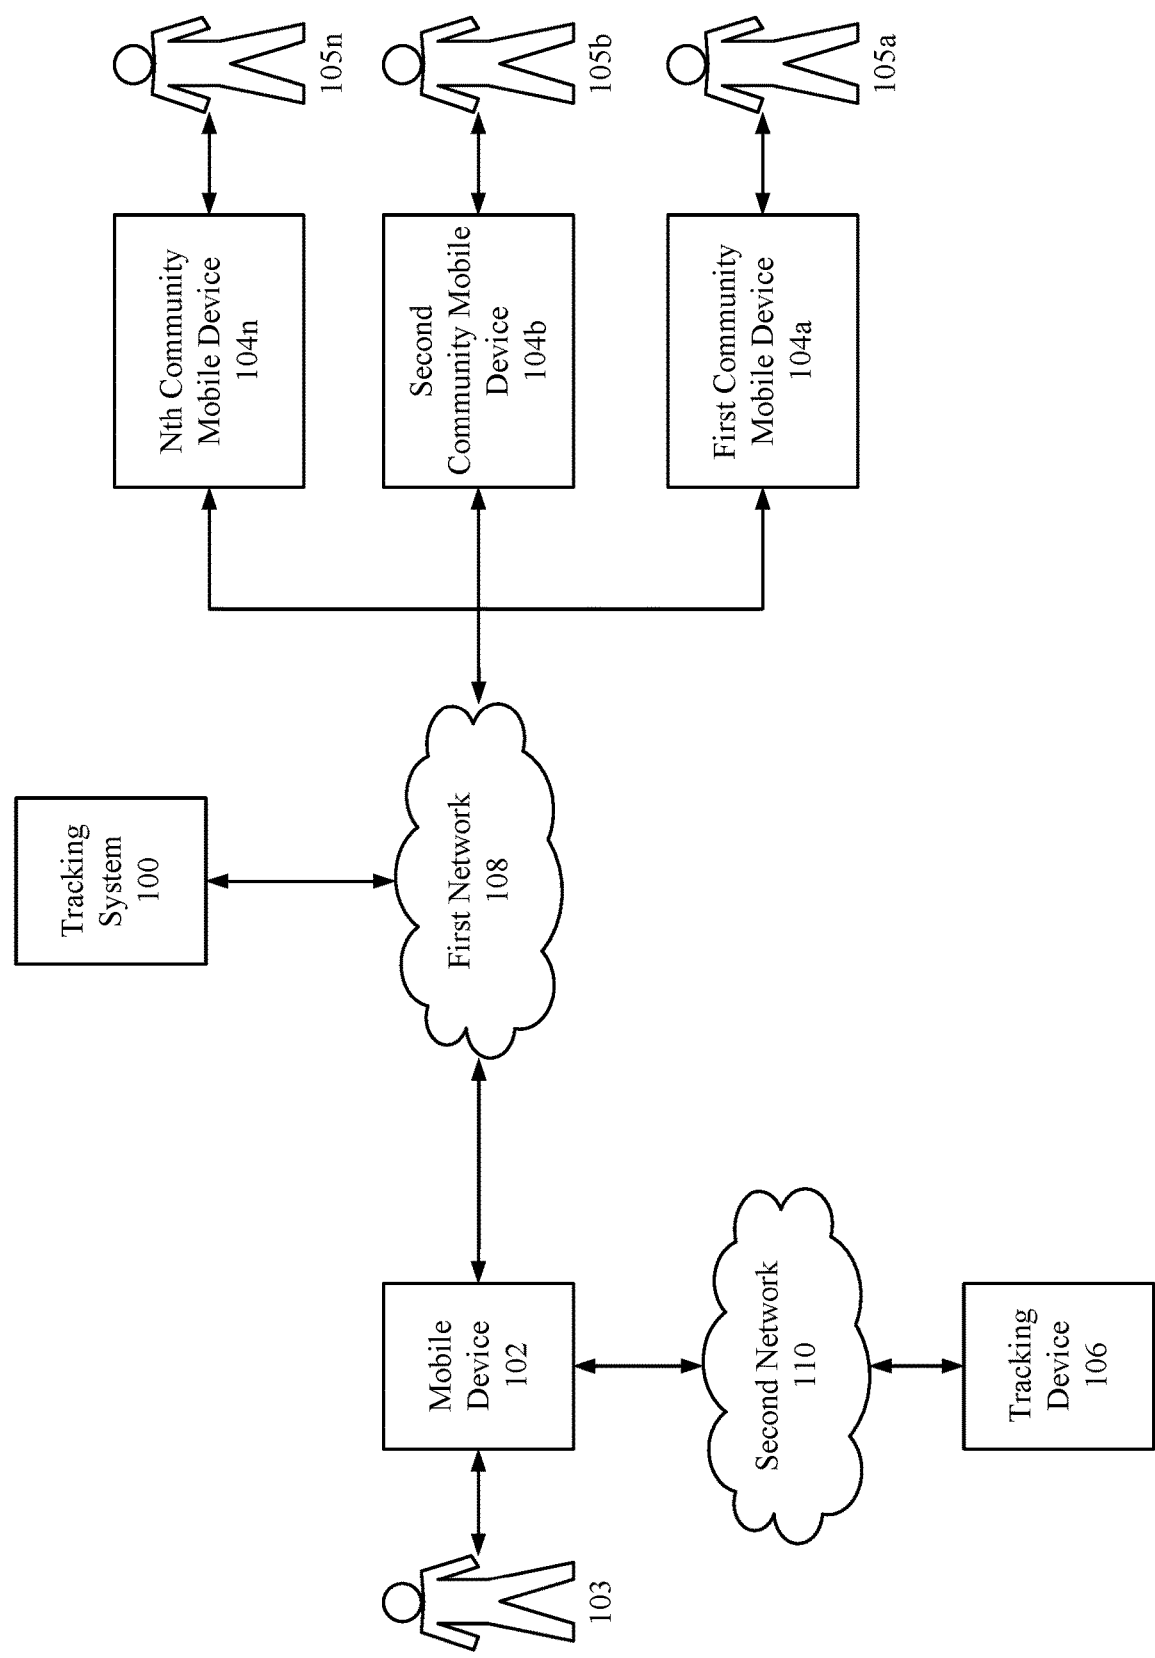 Tracking
System
100
Nth Community
Mobile Device
104n
105n
103
Mobile
Device
102
First Network
108
Second
Community Mobile
Device
104b
105b
Second Network
110
First Community
Mobile Device
104a
105a
Tracking
Device
106